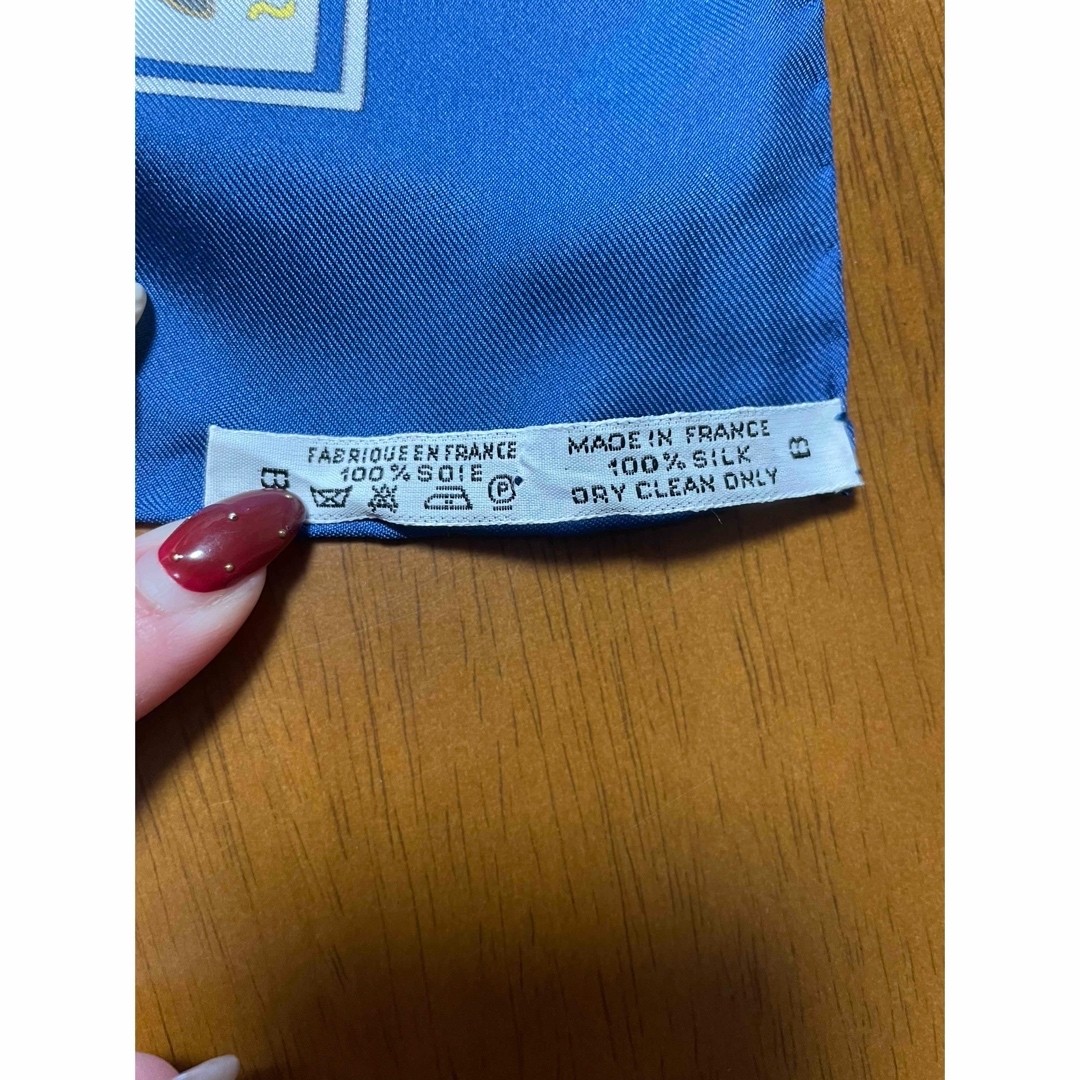 B
FABRIQUE EN FRANCE
100% SOIE
P
MADE IN FRANCE
100% SILK
DRY CLEAN ONLY
B